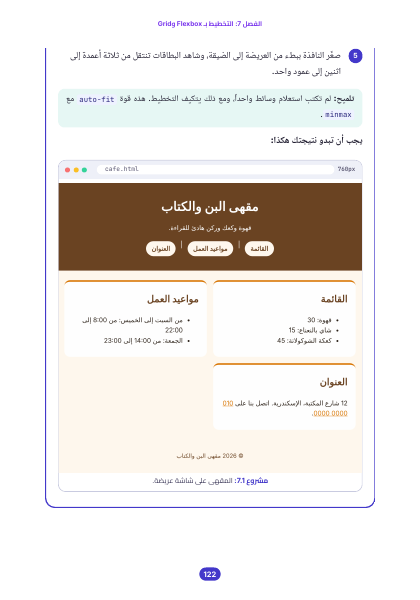 الفصل 7: التخطيط بـ Flexbox وGrid
5 صغّر النافذة ببطء من العريضة إلى الضيقة، وشاهد البطاقات تنتقل من ثلاثة أعمدة إلى
اثنين إلى عمود واحد.
تلميح: لم تكتب استعلام وسائط واحداً، ومع ذلك يتكيف التخطيط. هذه قوة auto-fit مع
minmax.
يجب أن تبدو نتيجتك هكذا:
cafe.html
760px
مقهى البن والكتاب
قهوة وكعك وركن هادئ للقراءة.
القائمة | مواعيد العمل | العنوان
القائمة
• قهوة: 30
• شاي بالنعناع: 15
• كعكة الشوكولاتة: 45
مواعيد العمل
• من السبت إلى الخميس: من 8:00 إلى
22:00
• الجمعة: من 14:00 إلى 23:00
العنوان
12 شارع المكتبة، الإسكندرية. اتصل بنا على 010
0000 0000.
© 2026 مقهى البن والكتاب
مشروع 7.1: المقهى على شاشة عريضة.
122